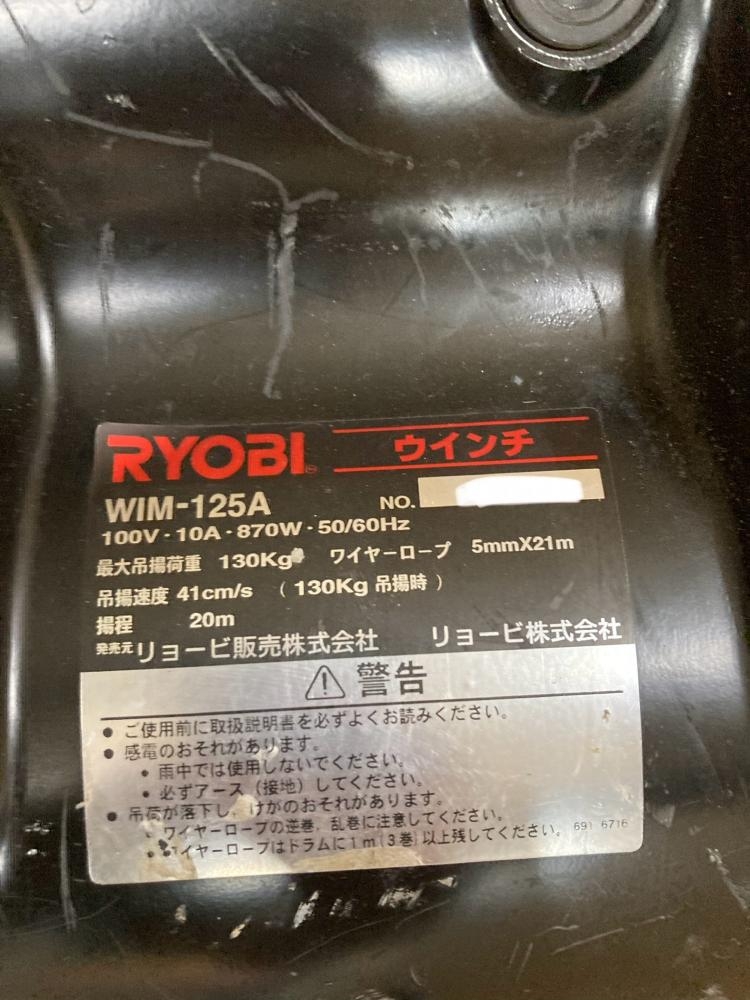 RYOBI ウインチ
WIM-125A NO.
100V・10A・870W・50/60Hz
最大吊揚荷重 130Kg ワイヤーロープ 5mmX21m
吊揚速度 41cm/s （ 130Kg 吊揚時 ）
揚程 20m
発売元 リョービ販売株式会社 リョービ株式会社
警告
● ご使用前に取扱説明書を必ずよくお読みください。
● 感電のおそれがあります。
・ 雨中では使用しないでください。
・ 必ずアース（接地）してください。
● 吊荷が落下し、けがのおそれがあります。
・ ワイヤーロープの逆巻，乱巻に注意してください。
・ ワイヤーロープはドラムに1m（3巻）以上残してください。 691 6716